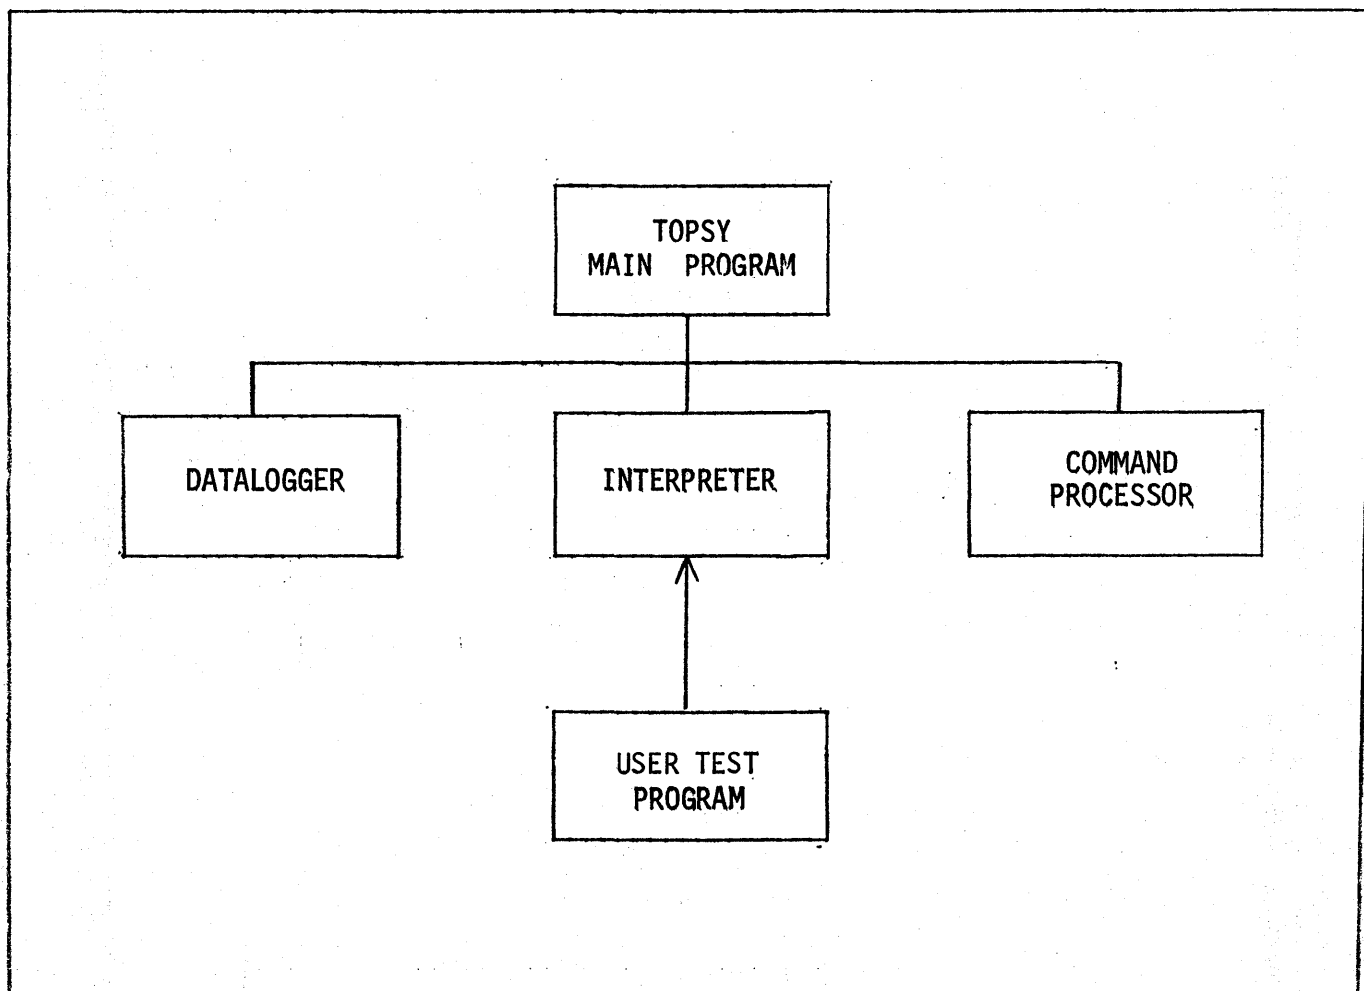 TOPSY
MAIN PROGRAM
DATALOGGER
INTERPRETER
COMMAND
PROCESSOR
USER TEST
PROGRAM